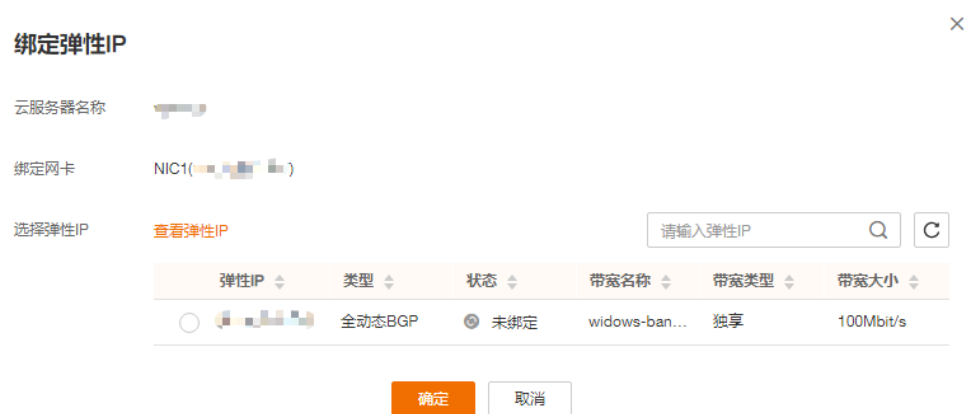 绑定弹性IP
云服务器名称
绑定网卡 NIC1( )
选择弹性IP 查看弹性IP 请输入弹性IP
弹性IP 类型 状态 带宽名称 带宽类型 带宽大小
全动态BGP 未绑定 widows-ban... 独享 100Mbit/s
确定 取消